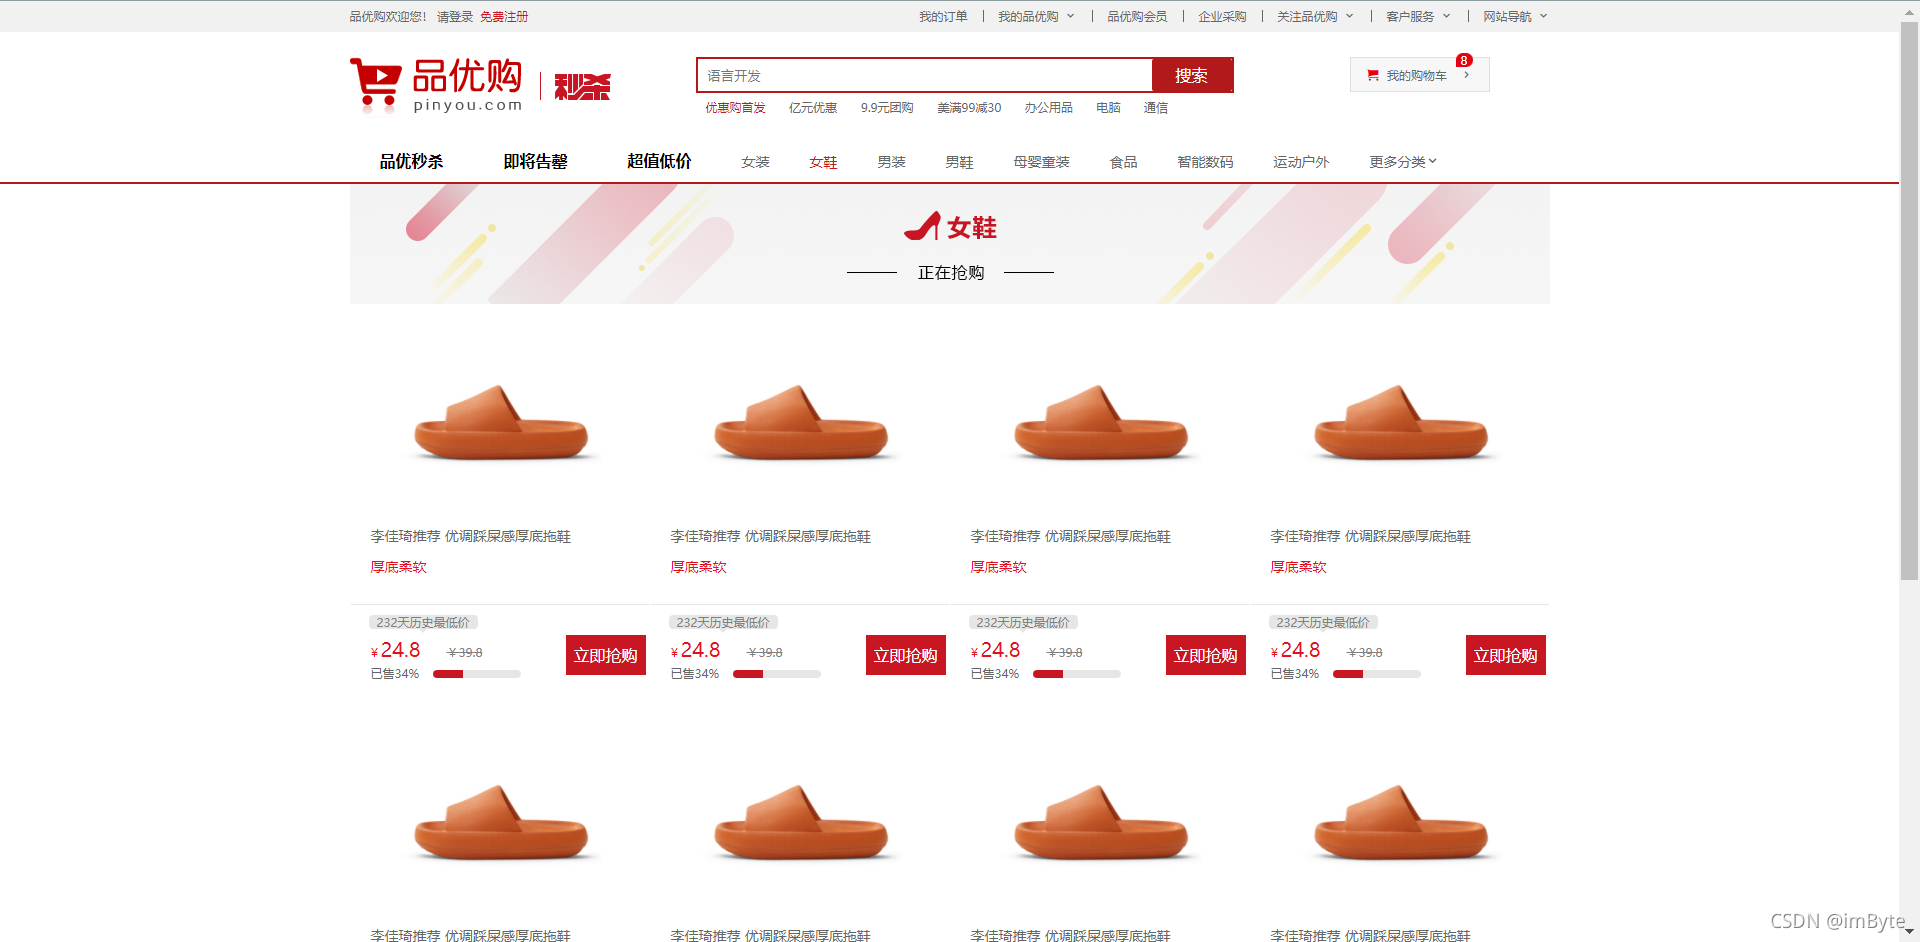 品优购欢迎您! 请登录 免费注册
我的订单 我的品优购 品优购会员 企业采购 关注品优购 客户服务 网站导航
品优购
pinyou.com
秒杀
语言开发 搜索
8
我的购物车
优惠购首发 亿元优惠 9.9元团购 美满99减30 办公用品 电脑 通信
品优秒杀 即将告罄 超值低价 女装 女鞋 男装 男鞋 母婴童装 食品 智能数码 运动户外 更多分类
女鞋
正在抢购
李佳琦推荐 优调踩屎感厚底拖鞋 李佳琦推荐 优调踩屎感厚底拖鞋 李佳琦推荐 优调踩屎感厚底拖鞋 李佳琦推荐 优调踩屎感厚底拖鞋
厚底柔软 厚底柔软 厚底柔软 厚底柔软
232天历史最低价 232天历史最低价 232天历史最低价 232天历史最低价
¥24.8 ¥39.8 立即抢购 ¥24.8 ¥39.8 立即抢购 ¥24.8 ¥39.8 立即抢购 ¥24.8 ¥39.8 立即抢购
已售34% 已售34% 已售34% 已售34%
李佳琦推荐 优调踩屎感厚底拖鞋 李佳琦推荐 优调踩屎感厚底拖鞋 李佳琦推荐 优调踩屎感厚底拖鞋 李佳琦推荐 优调踩屎感厚底拖鞋
CSDN @imByte